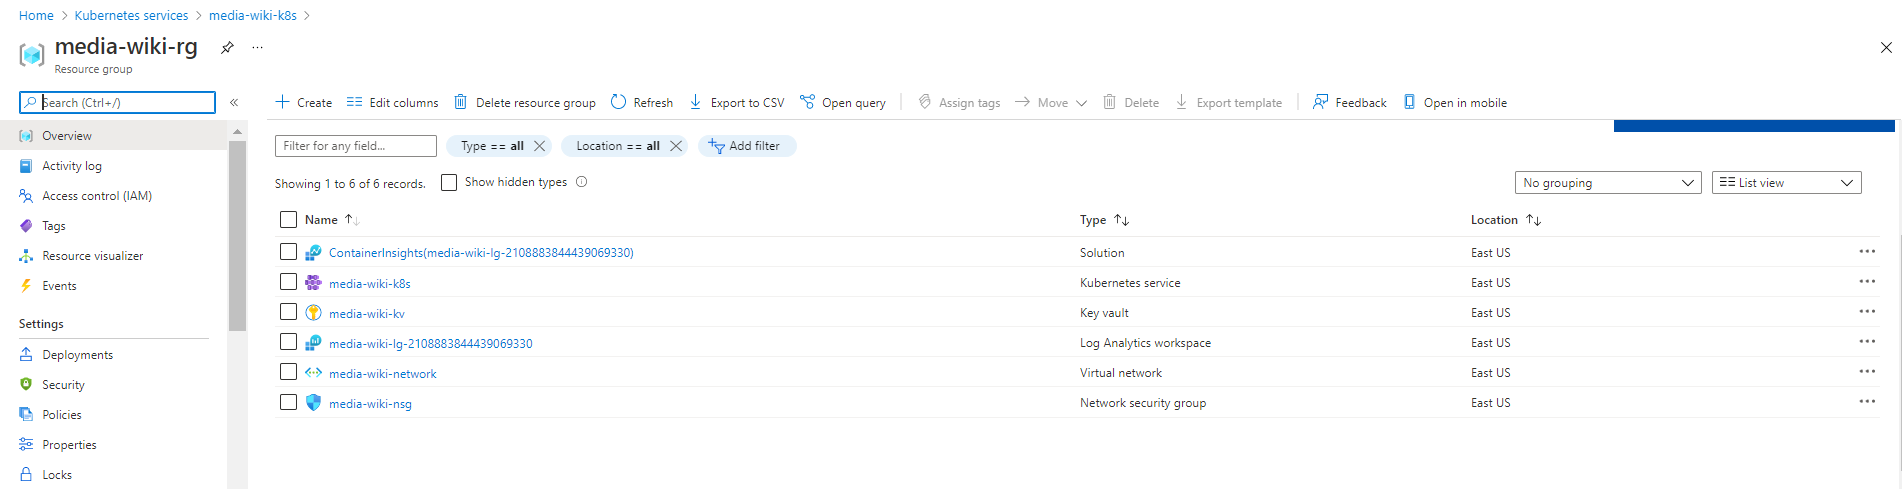 Home > Kubernetes services > media-wiki-k8s >
media-wiki-rg ...
Resource group
Search (Ctrl+/)
«
Create Edit columns Delete resource group Refresh Export to CSV Open query Assign tags Move Delete Export template Feedback Open in mobile
Overview
Activity log
Access control (IAM)
Tags
Resource visualizer
Events
Settings
Deployments
Security
Policies
Properties
Locks
Filter for any field... Type == all Location == all Add filter
Showing 1 to 6 of 6 records. Show hidden types No grouping List view
Name Type Location
ContainerInsights(media-wiki-lg-2108883844439069330) Solution East US ...
media-wiki-k8s Kubernetes service East US ...
media-wiki-kv Key vault East US ...
media-wiki-lg-2108883844439069330 Log Analytics workspace East US ...
media-wiki-network Virtual network East US ...
media-wiki-nsg Network security group East US ...